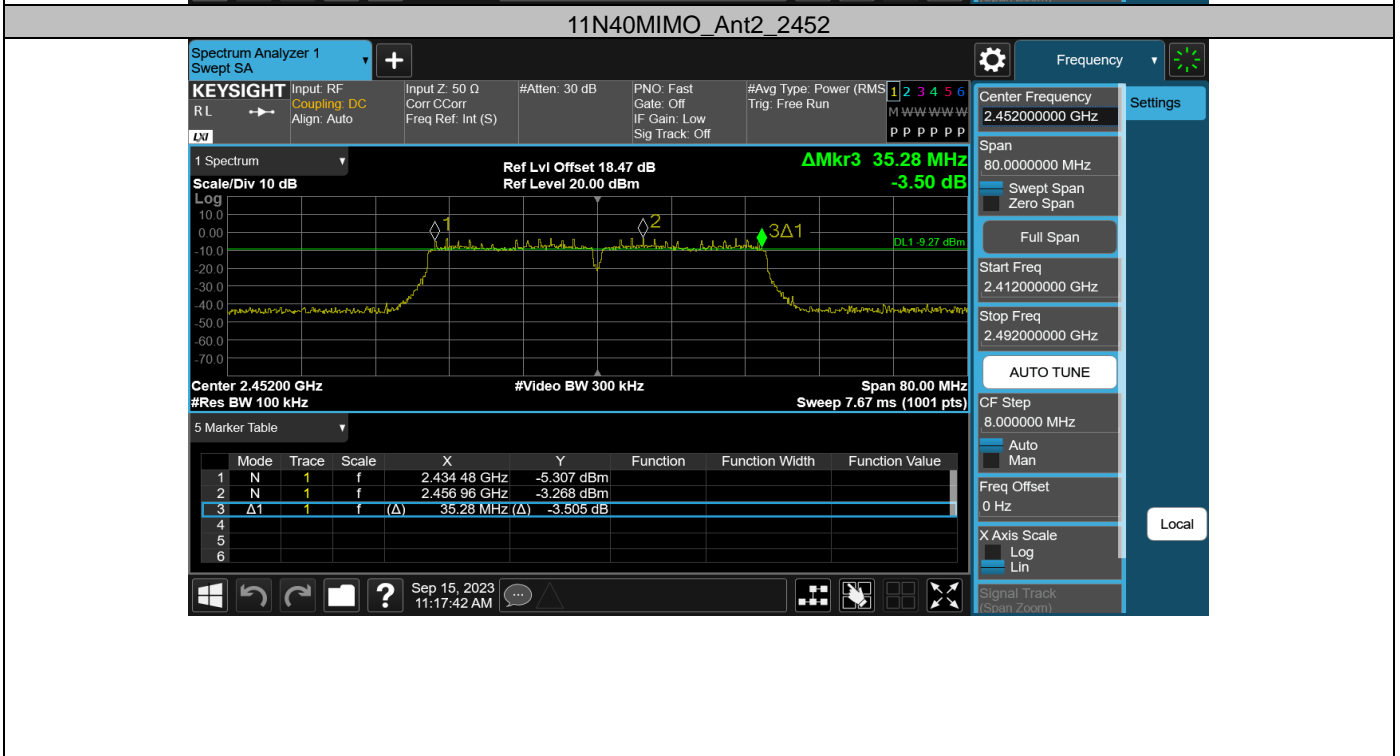 11N40MIMO_Ant2_2452
Spectrum Analyzer 1
Swept SA
Frequency
KEYSIGHT
R L
LXI
Input: RF
Coupling: DC
Align: Auto
Input Z: 50 Ω
Corr CCorr
Freq Ref: Int (S)
#Atten: 30 dB
PNO: Fast
Gate: Off
IF Gain: Low
Sig Track: Off
#Avg Type: Power (RMS
Trig: Free Run
1 2 3 4 5 6
M W W W W W
P P P P P P
1 Spectrum
Scale/Div 10 dB
Ref Lvl Offset 18.47 dB
Ref Level 20.00 dBm
ΔMkr3 35.28 MHz
-3.50 dB
Log
10.0
0.00
-10.0
-20.0
-30.0
-40.0
-50.0
-60.0
-70.0
1
2
3Δ1
DL1 -9.27 dBm
Center 2.45200 GHz
#Video BW 300 kHz
Span 80.00 MHz
#Res BW 100 kHz
Sweep 7.67 ms (1001 pts)
5 Marker Table
Mode Trace Scale X Y Function Function Width Function Value
1 N 1 f 2.434 48 GHz -5.307 dBm
2 N 1 f 2.456 96 GHz -3.268 dBm
3 Δ1 1 f (Δ) 35.28 MHz (Δ) -3.505 dB
4
5
6
Sep 15, 2023
11:17:42 AM
?
Center Frequency
2.452000000 GHz
Span
80.0000000 MHz
Swept Span
Zero Span
Full Span
Start Freq
2.412000000 GHz
Stop Freq
2.492000000 GHz
AUTO TUNE
CF Step
8.000000 MHz
Auto
Man
Freq Offset
0 Hz
X Axis Scale
Log
Lin
Signal Track
(Span Zoom)
Settings
Local